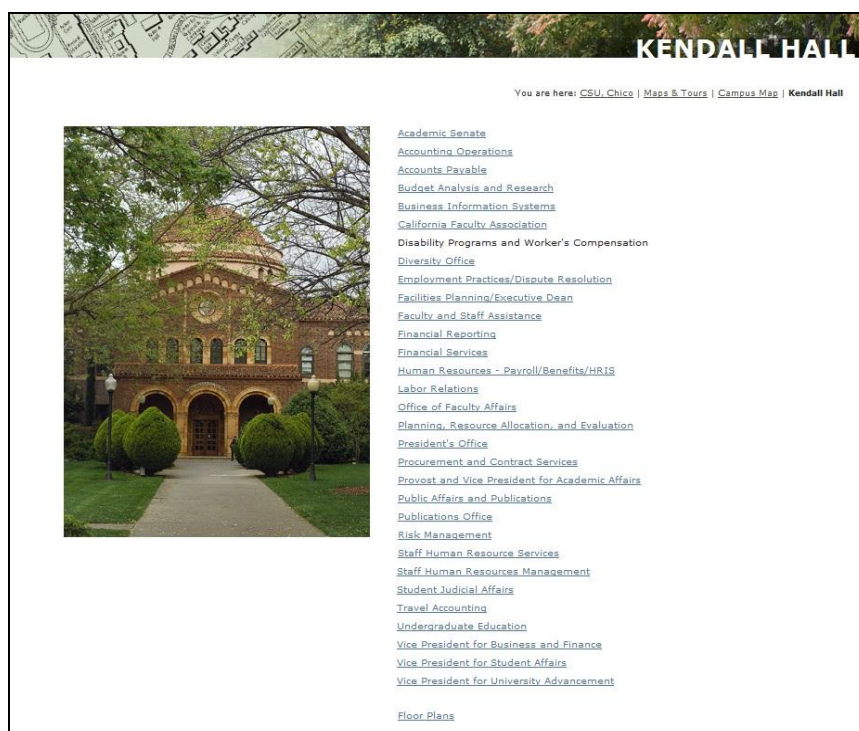 KENDALL HALL
You are here: CSU, Chico | Maps & Tours | Campus Map | Kendall Hall
Academic Senate
Accounting Operations
Accounts Payable
Budget Analysis and Research
Business Information Systems
California Faculty Association
Disability Programs and Worker's Compensation
Diversity Office
Employment Practices/Dispute Resolution
Facilities Planning/Executive Dean
Faculty and Staff Assistance
Financial Reporting
Financial Services
Human Resources - Payroll/Benefits/HRIS
Labor Relations
Office of Faculty Affairs
Planning, Resource Allocation, and Evaluation
President's Office
Procurement and Contract Services
Provost and Vice President for Academic Affairs
Public Affairs and Publications
Publications Office
Risk Management
Staff Human Resource Services
Staff Human Resources Management
Student Judicial Affairs
Travel Accounting
Undergraduate Education
Vice President for Business and Finance
Vice President for Student Affairs
Vice President for University Advancement
Floor Plans